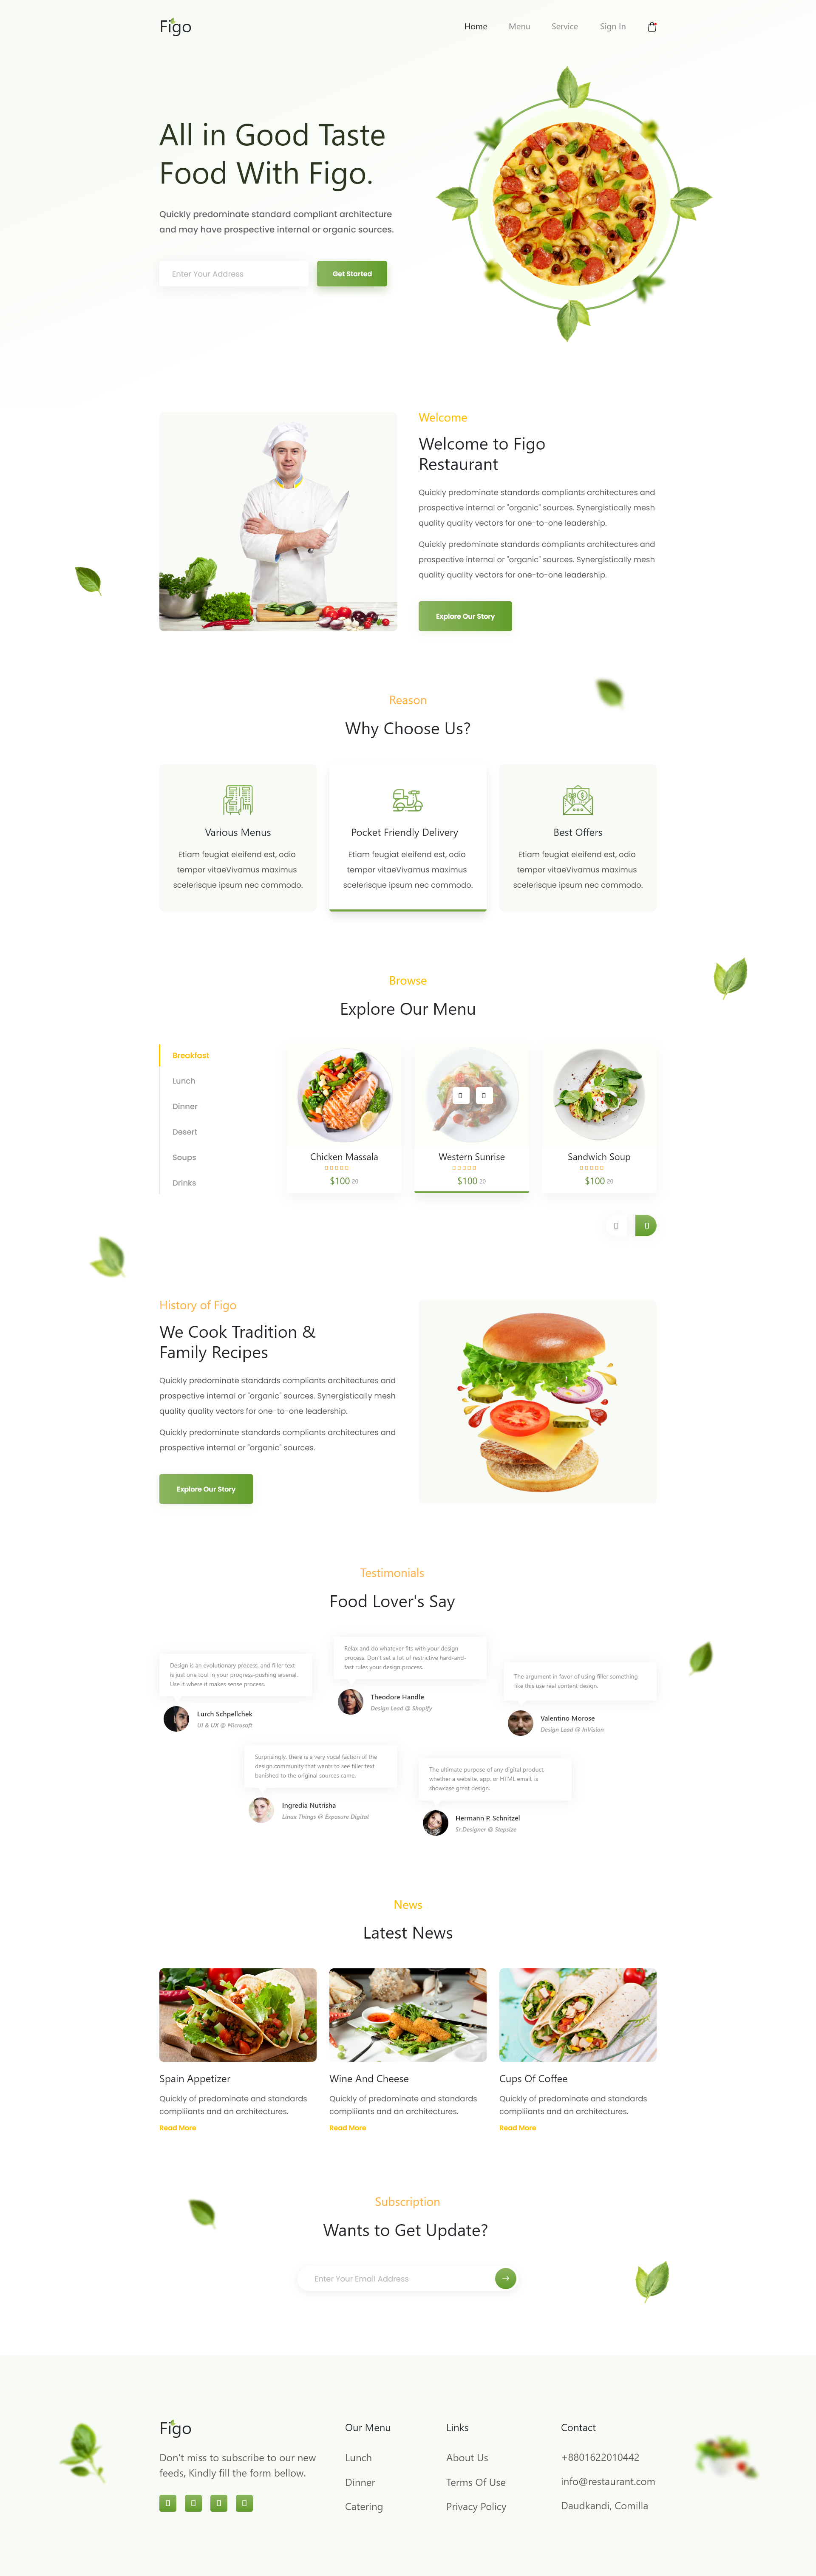 Figo
Home Menu Service Sign In
All in Good Taste
Food With Figo.
Quickly predominate standard compliant architecture
and may have prospective internal or organic sources.
Enter Your Address
Get Started
Welcome
Welcome to Figo
Restaurant
Quickly predominate standards compliants architectures and
prospective internal or "organic" sources. Synergistically mesh
quality quality vectors for one-to-one leadership.
Quickly predominate standards compliants architectures and
prospective internal or "organic" sources. Synergistically mesh
quality quality vectors for one-to-one leadership.
Explore Our Story
Reason
Why Choose Us?
Various Menus
Etiam feugiat eleifend est, odio
tempor vitaeVivamus maximus
scelerisque ipsum nec commodo.
Pocket Friendly Delivery
Etiam feugiat eleifend est, odio
tempor vitaeVivamus maximus
scelerisque ipsum nec commodo.
Best Offers
Etiam feugiat eleifend est, odio
tempor vitaeVivamus maximus
scelerisque ipsum nec commodo.
Browse
Explore Our Menu
Breakfast
Lunch
Dinner
Desert
Soups
Drinks
Chicken Massala
$100 20
Western Sunrise
$100 20
Sandwich Soup
$100 20
History of Figo
We Cook Tradition &
Family Recipes
Quickly predominate standards compliants architectures and
prospective internal or "organic" sources. Synergistically mesh
quality quality vectors for one-to-one leadership.
Quickly predominate standards compliants architectures and
prospective internal or "organic" sources.
Explore Our Story
Testimonials
Food Lover's Say
Design is an evolutionary process, and filler text
is just one tool in your progress-pushing arsenal.
Use it where it makes sense process.
Lurch Schpellchek
UI & UX @ Microsoft
Relax and do whatever fits with your design
process. Don't set a lot of restrictive hard-and-
fast rules your design process.
Theodore Handle
Design Lead @ Shopify
The argument in favor of using filler something
like this use real content design.
Valentino Morose
Design Lead @ InVision
Surprisingly, there is a very vocal faction of the
design community that wants to see filler text
banished to the original sources came.
Ingredia Nutrisha
Linux Things @ Exposure Digital
The ultimate purpose of any digital product,
whether a website, app, or HTML email, is
showcase great design.
Hermann P. Schnitzel
Sr.Designer @ Stepsize
News
Latest News
Spain Appetizer
Quickly of predominate and standards
compliiants and an architectures.
Read More
Wine And Cheese
Quickly of predominate and standards
compliiants and an architectures.
Read More
Cups Of Coffee
Quickly of predominate and standards
compliiants and an architectures.
Read More
Subscription
Wants to Get Update?
Enter Your Email Address
Figo
Don't miss to subscribe to our new
feeds, Kindly fill the form bellow.
Our Menu
Lunch
Dinner
Catering
Links
About Us
Terms Of Use
Privacy Policy
Contact
+8801622010442
info@restaurant.com
Daudkandi, Comilla